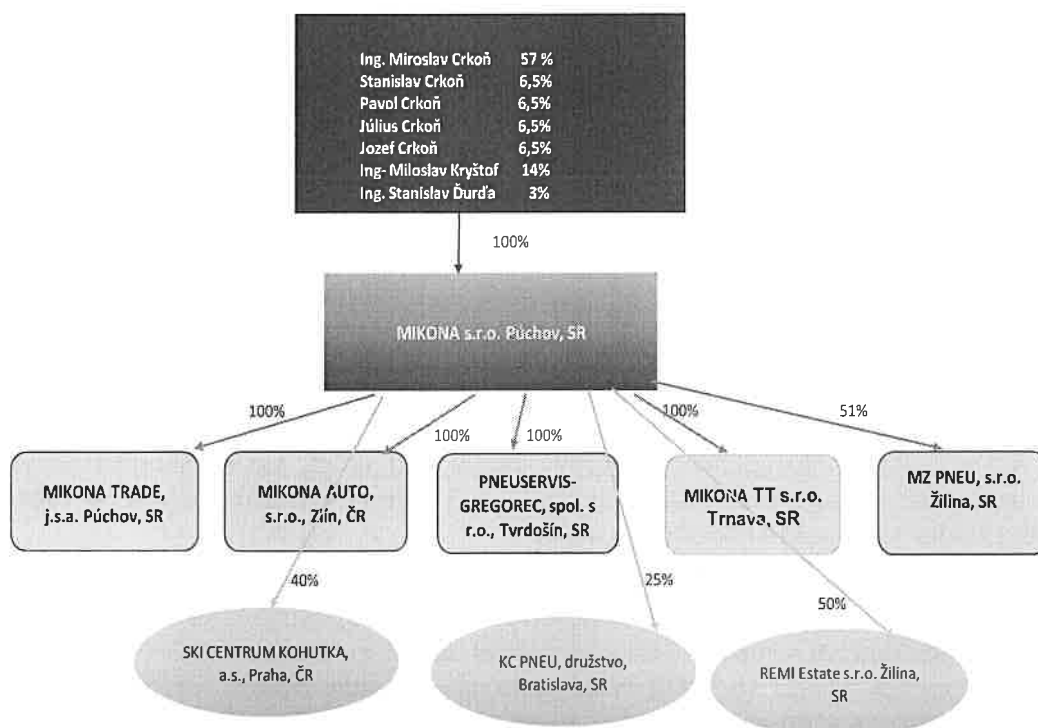 Ing. Miroslav Crkoň 57 %
Stanislav Crkoň 6,5%
Pavol Crkoň 6,5%
Július Crkoň 6,5%
Jozef Crkoň 6,5%
Ing- Miloslav Kryštof 14%
Ing. Stanislav Ďurďa 3%
100%
MIKONA s.r.o. Púchov, SR
100%
100%
100%
100%
51%
MIKONA TRADE,
j.s.a. Púchov, SR
MIKONA AUTO,
s.r.o., Zlín, ČR
PNEUSERVIS-
GREGOREC, spol. s
r.o., Tvrdošín, SR
MIKONA TT s.r.o.
Trnava, SR
MZ PNEU, s.r.o.
Žilina, SR
40%
25%
50%
SKI CENTRUM KOHUTKA,
a.s., Praha, ČR
KC PNEU, družstvo,
Bratislava, SR
REMI Estate s.r.o. Žilina,
SR